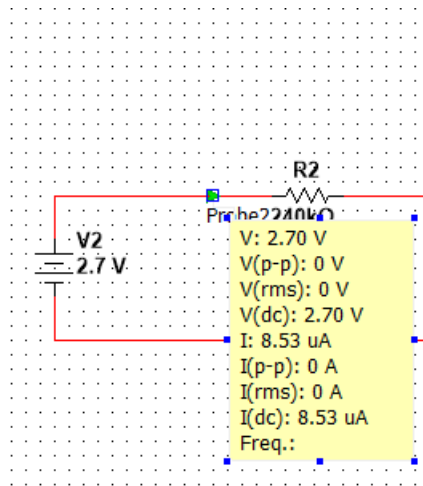 R2
Probe2240kΩ
V2
2.7 V
V: 2.70 V
V(p-p): 0 V
V(rms): 0 V
V(dc): 2.70 V
I: 8.53 uA
I(p-p): 0 A
I(rms): 0 A
I(dc): 8.53 uA
Freq.: